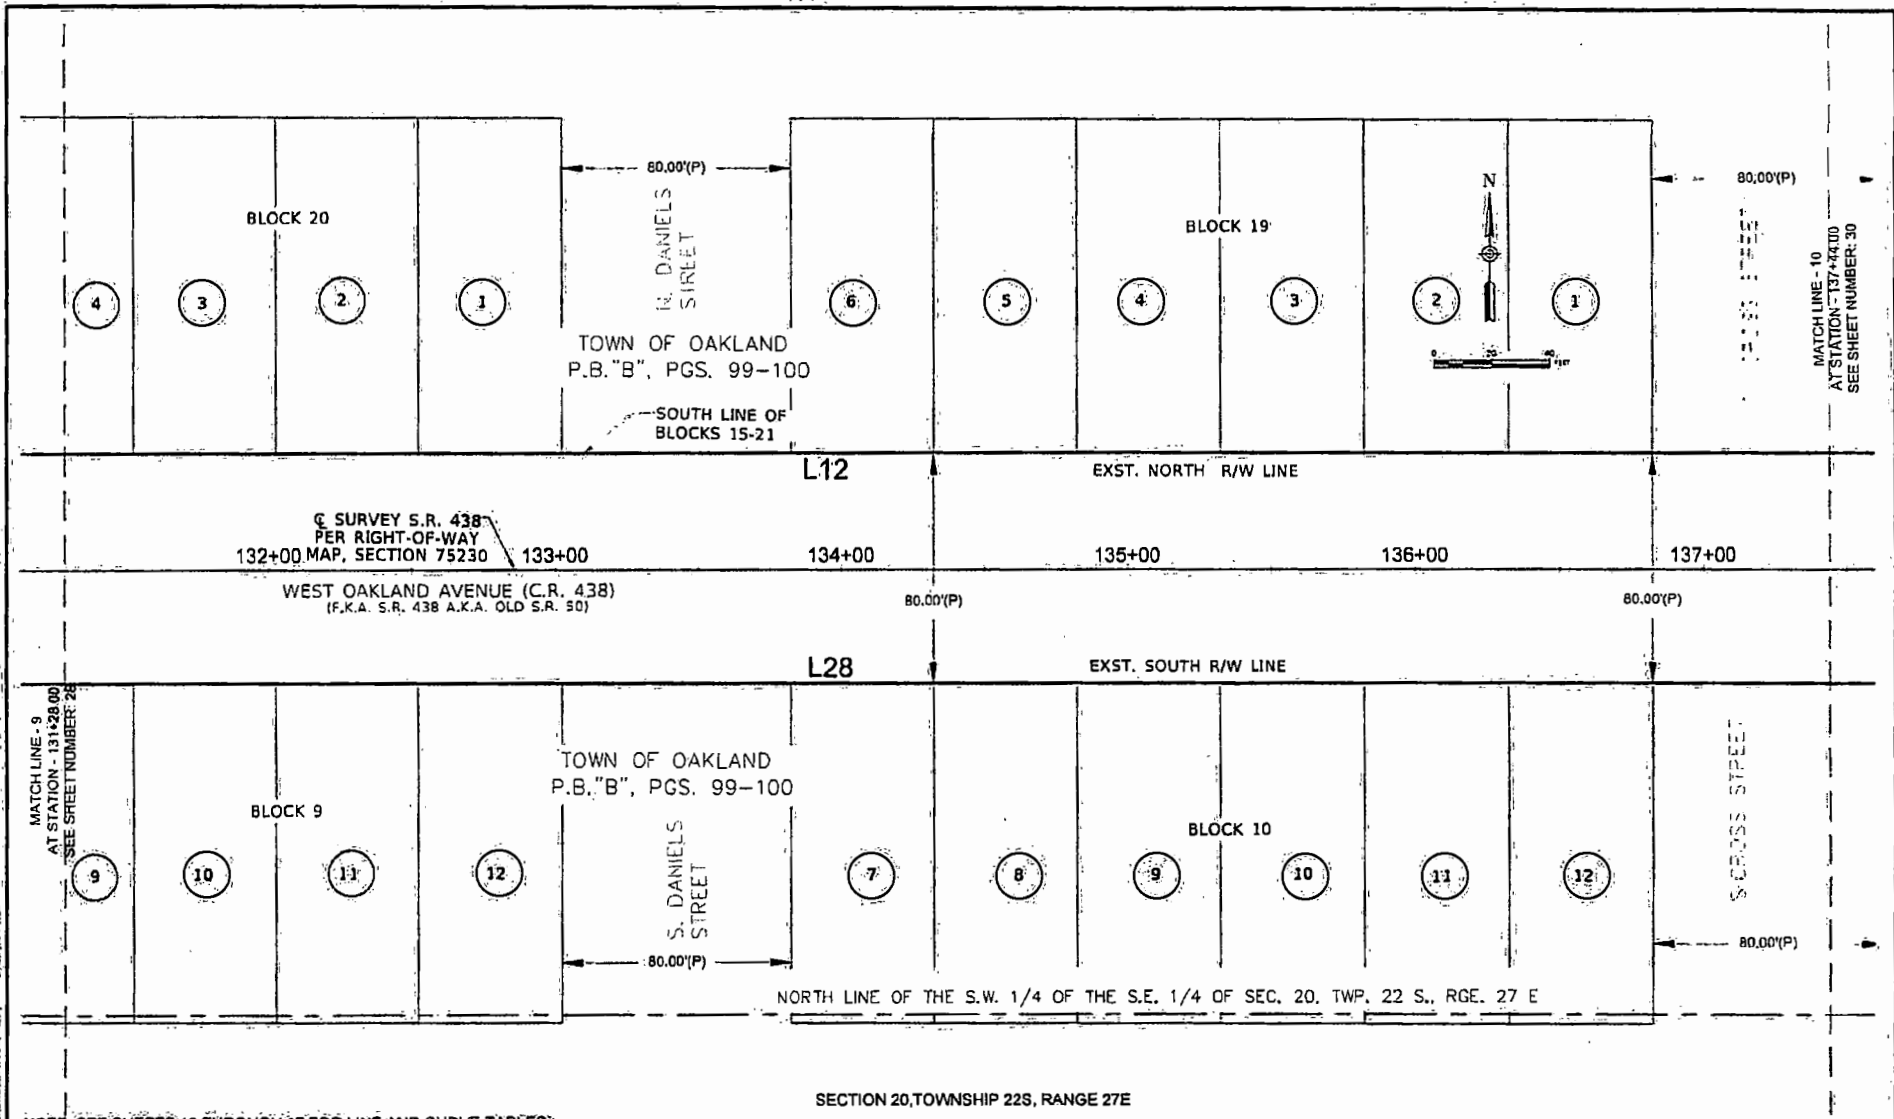 80.00'(P)
80.00'(P)
N
BLOCK 20
N. DANIELS
STREET
BLOCK 19
4
3
2
1
6
5
4
3
2
1
MATCH LINE - 10
AT STATION - 137+44.00
SEE SHEET NUMBER: 30
TOWN OF OAKLAND
P.B."B", PGS. 99-100
0 20 40
SOUTH LINE OF
BLOCKS 15-21
L12
EXST. NORTH R/W LINE
℄ SURVEY S.R. 438
PER RIGHT-OF-WAY
MAP, SECTION 75230
132+00
133+00
134+00
135+00
136+00
137+00
WEST OAKLAND AVENUE (C.R. 438)
(F.K.A. S.R. 438 A.K.A. OLD S.R. 50)
80.00'(P)
80.00'(P)
L28
EXST. SOUTH R/W LINE
MATCH LINE - 9
AT STATION - 131+28.00
SEE SHEET NUMBER: 28
TOWN OF OAKLAND
P.B."B", PGS. 99-100
BLOCK 9
BLOCK 10
S. DANIELS
STREET
S CROSS STREET
9
10
11
12
7
8
9
10
11
12
80.00'(P)
80.00'(P)
NORTH LINE OF THE S.W. 1/4 OF THE S.E. 1/4 OF SEC. 20, TWP. 22 S., RGE. 27 E
SECTION 20,TOWNSHIP 22S, RANGE 27E